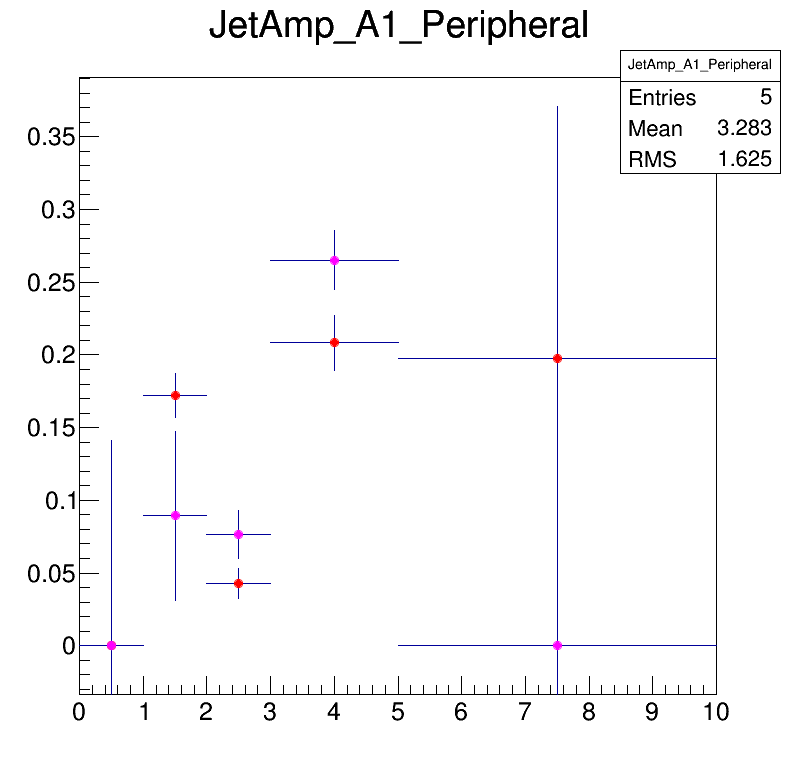 JetAmp_A1_Peripheral
JetAmp_A1_Peripheral
Entries 5
Mean 3.283
RMS 1.625
0.35
0.3
0.25
0.2
0.15
0.1
0.05
0
0 1 2 3 4 5 6 7 8 9 10